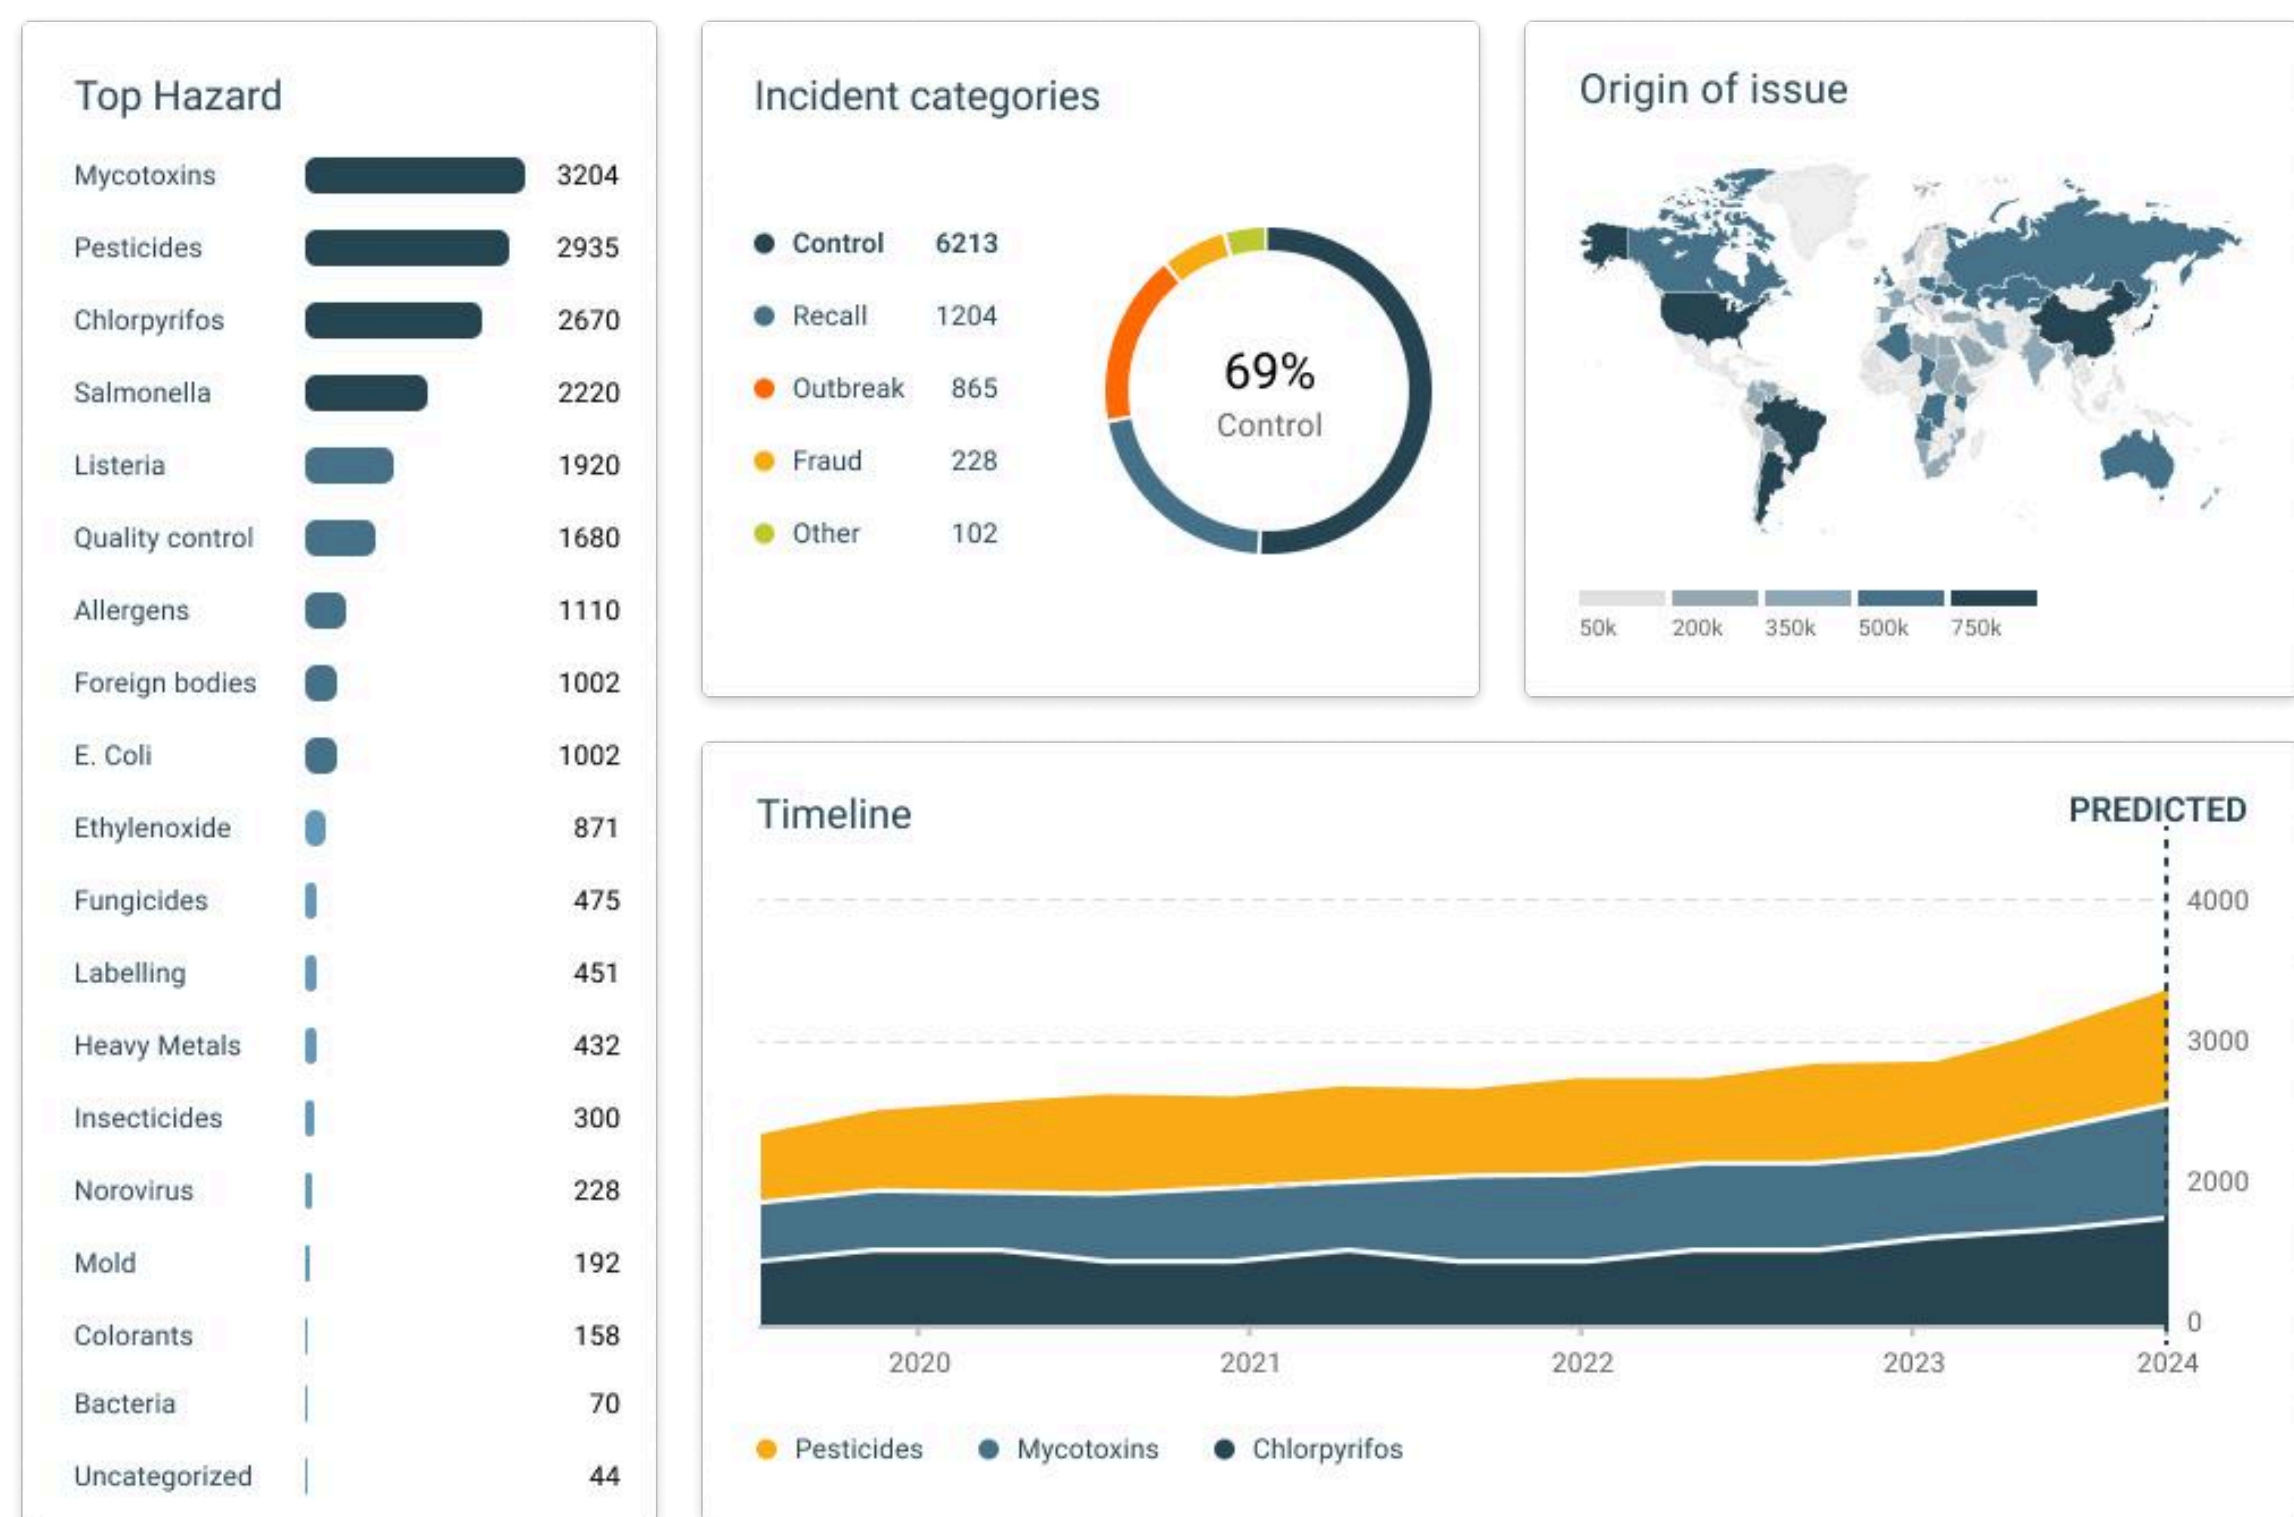 Top Hazard
Mycotoxins 3204
Pesticides 2935
Chlorpyrifos 2670
Salmonella 2220
Listeria 1920
Quality control 1680
Allergens 1110
Foreign bodies 1002
E. Coli 1002
Ethylenoxide 871
Fungicides 475
Labelling 451
Heavy Metals 432
Insecticides 300
Norovirus 228
Mold 192
Colorants 158
Bacteria 70
Uncategorized 44
Incident categories
Control 6213
Recall 1204
Outbreak 865
Fraud 228
Other 102
69%
Control
Origin of issue
50k 200k 350k 500k 750k
Timeline
PREDICTED
4000
3000
2000
0
2020 2021 2022 2023 2024
Pesticides Mycotoxins Chlorpyrifos